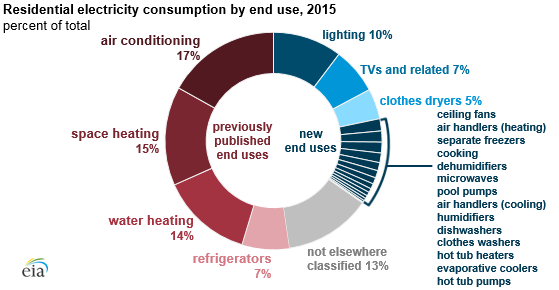 Residential electricity consumption by end use, 2015
percent of total
air conditioning
17%
space heating
15%
water heating
14%
refrigerators
7%
previously
published
end uses
new
end uses
lighting 10%
TVs and related 7%
clothes dryers 5%
ceiling fans
air handlers (heating)
separate freezers
cooking
dehumidifiers
microwaves
pool pumps
air handlers (cooling)
humidifiers
dishwashers
clothes washers
hot tub heaters
evaporative coolers
hot tub pumps
not elsewhere
classified 13%
eia